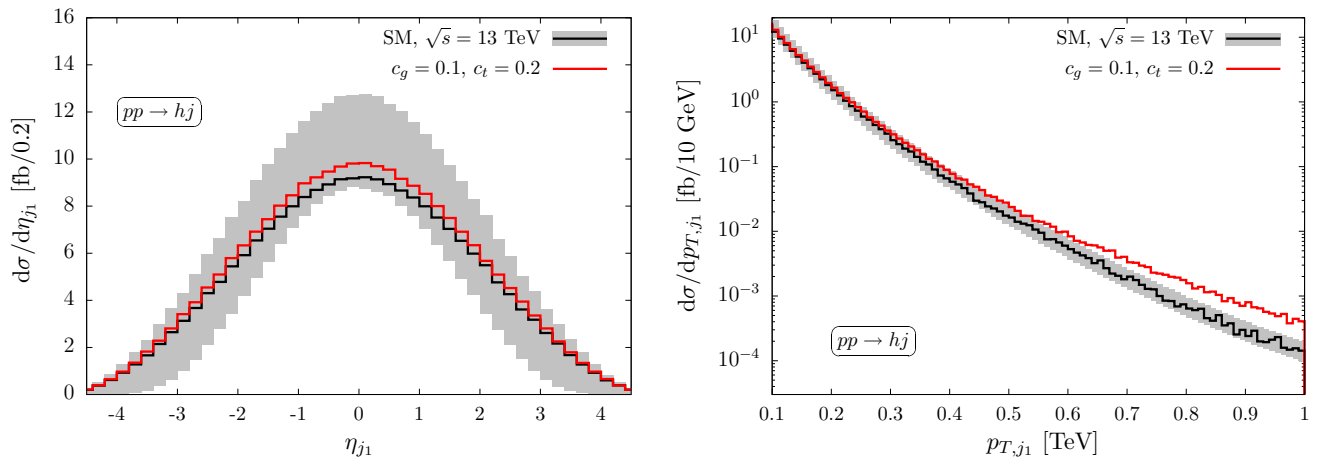 16
14
12
10
8
6
4
2
0
dσ/dη_{j_1} [fb/0.2]
SM, √s = 13 TeV
c_g = 0.1, c_t = 0.2
pp → hj
-4 -3 -2 -1 0 1 2 3 4
η_{j_1}
10^1
10^0
10^{-1}
10^{-2}
10^{-3}
10^{-4}
dσ/dp_{T,j_1} [fb/10 GeV]
SM, √s = 13 TeV
c_g = 0.1, c_t = 0.2
pp → hj
0.1 0.2 0.3 0.4 0.5 0.6 0.7 0.8 0.9 1
p_{T,j_1} [TeV]